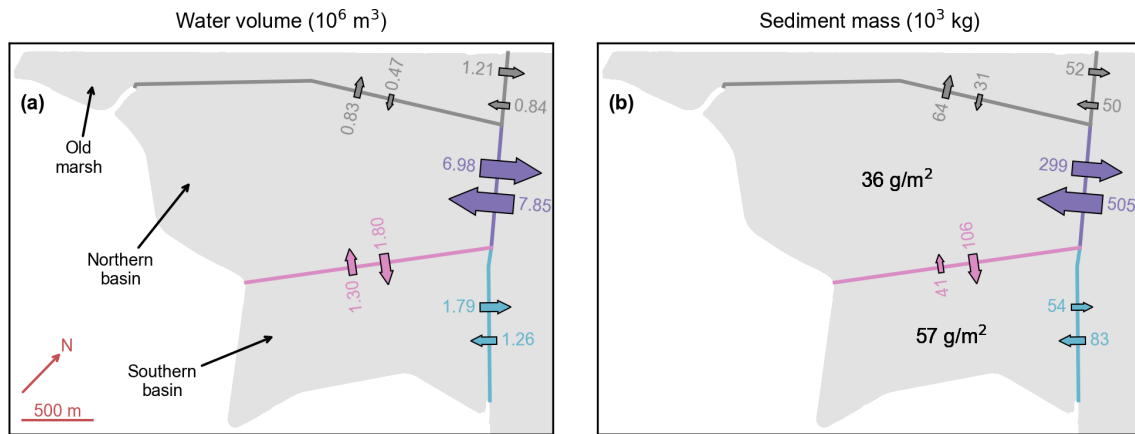 Water volume (10⁶ m³)
(a)
1.21
0.84
0.47
0.83
Old
marsh
6.98
7.85
Northern
basin
1.80
1.30
1.79
1.26
Southern
basin
N
500 m
Sediment mass (10³ kg)
(b)
52
50
31
64
299
505
36 g/m²
106
41
54
83
57 g/m²